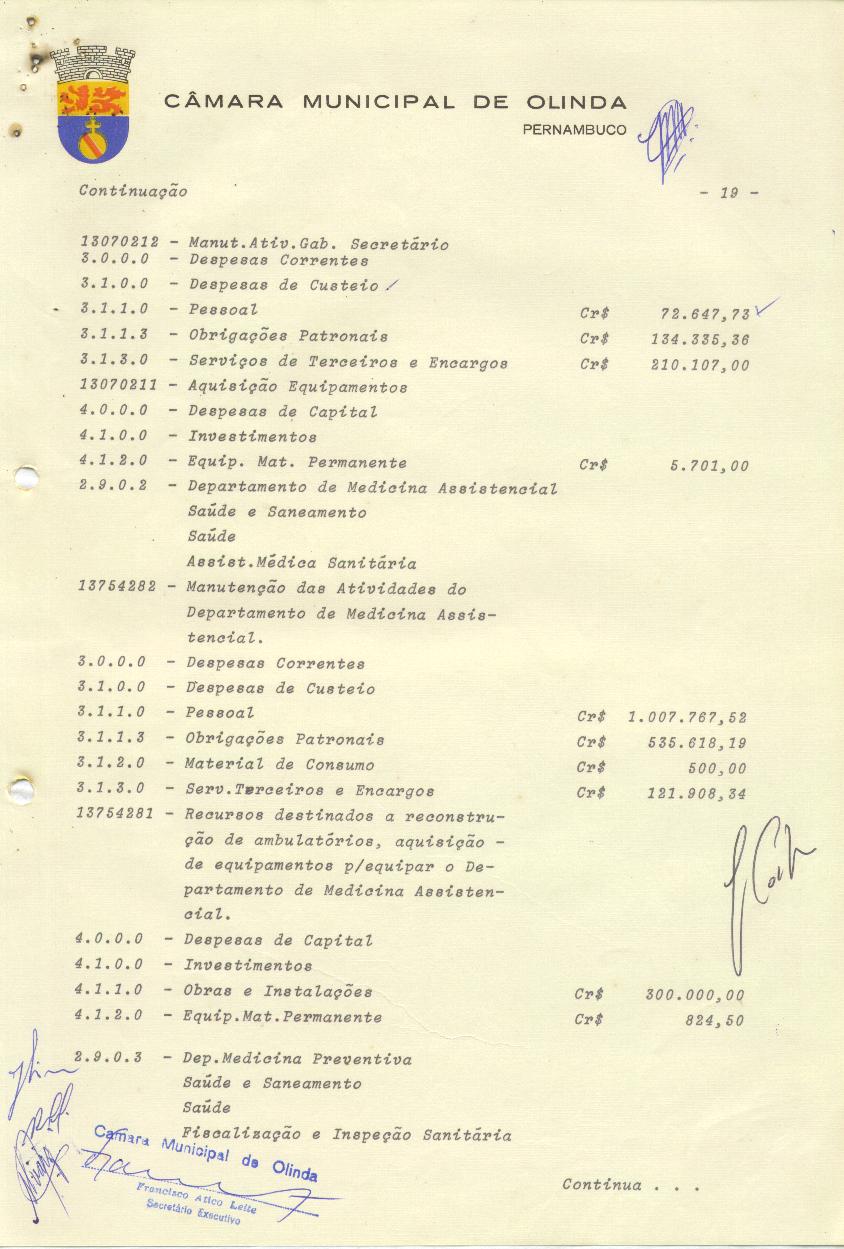 CÂMARA MUNICIPAL DE OLINDA
PERNAMBUCO
Continuação - 19 -
13070212 - Manut.Ativ.Gab. Secretário
3.0.0.0 - Despesas Correntes
3.1.0.0 - Despesas de Custeio
3.1.1.0 - Pessoal Cr$ 72.647,73
3.1.1.3 - Obrigações Patronais Cr$ 134.335,36
3.1.3.0 - Serviços de Terceiros e Encargos Cr$ 210.107,00
13070211 - Aquisição Equipamentos
4.0.0.0 - Despesas de Capital
4.1.0.0 - Investimentos
4.1.2.0 - Equip. Mat. Permanente Cr$ 5.701,00
2.9.0.2 - Departamento de Medicina Assistencial
Saúde e Saneamento
Saúde
Assist.Médica Sanitária
13754282 - Manutenção das Atividades do
Departamento de Medicina Assis-
tencial.
3.0.0.0 - Despesas Correntes
3.1.0.0 - Despesas de Custeio
3.1.1.0 - Pessoal Cr$ 1.007.767,52
3.1.1.3 - Obrigações Patronais Cr$ 535.618,19
3.1.2.0 - Material de Consumo Cr$ 500,00
3.1.3.0 - Serv.Terceiros e Encargos Cr$ 121.908,34
13754281 - Recursos destinados a reconstru-
ção de ambulatórios, aquisição -
de equipamentos p/equipar o De-
partamento de Medicina Assisten-
cial.
4.0.0.0 - Despesas de Capital
4.1.0.0 - Investimentos
4.1.1.0 - Obras e Instalações Cr$ 300.000,00
4.1.2.0 - Equip.Mat.Permanente Cr$ 824,50
2.9.0.3 - Dep.Medicina Preventiva
Saúde e Saneamento
Saúde
Fiscalização e Inspeção Sanitária
Camara Municipal de Olinda
Francisco Atico Leite
Secretário Executivo
Continua . . .